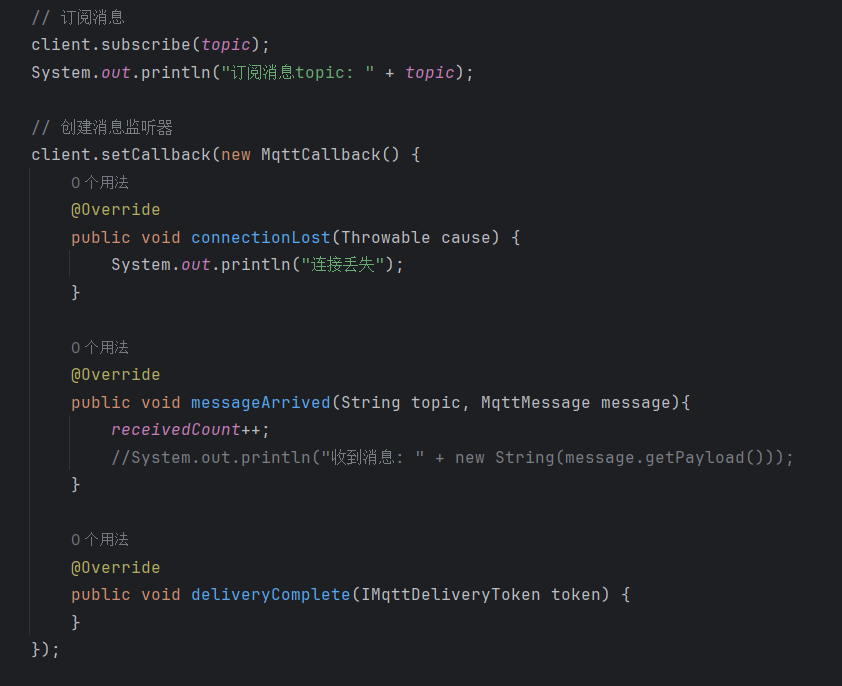 // 订阅消息
client.subscribe(topic);
System.out.println("订阅消息topic: " + topic);
// 创建消息监听器
client.setCallback(new MqttCallback() {
0 个用法
@Override
public void connectionLost(Throwable cause) {
System.out.println("连接丢失");
}
0 个用法
@Override
public void messageArrived(String topic, MqttMessage message){
receivedCount++;
//System.out.println("收到消息: " + new String(message.getPayload()));
}
0 个用法
@Override
public void deliveryComplete(IMqttDeliveryToken token) {
}
});